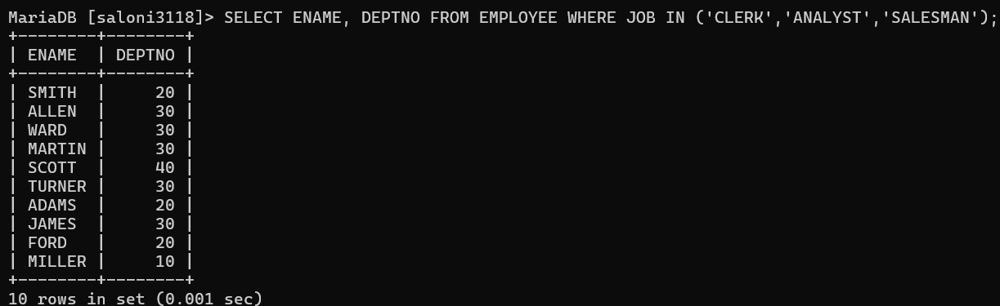 MariaDB [saloni3118]> SELECT ENAME, DEPTNO FROM EMPLOYEE WHERE JOB IN ('CLERK','ANALYST','SALESMAN');
+--------+--------+
| ENAME  | DEPTNO |
+--------+--------+
| SMITH  |     20 |
| ALLEN  |     30 |
| WARD   |     30 |
| MARTIN |     30 |
| SCOTT  |     40 |
| TURNER |     30 |
| ADAMS  |     20 |
| JAMES  |     30 |
| FORD   |     20 |
| MILLER |     10 |
+--------+--------+
10 rows in set (0.001 sec)